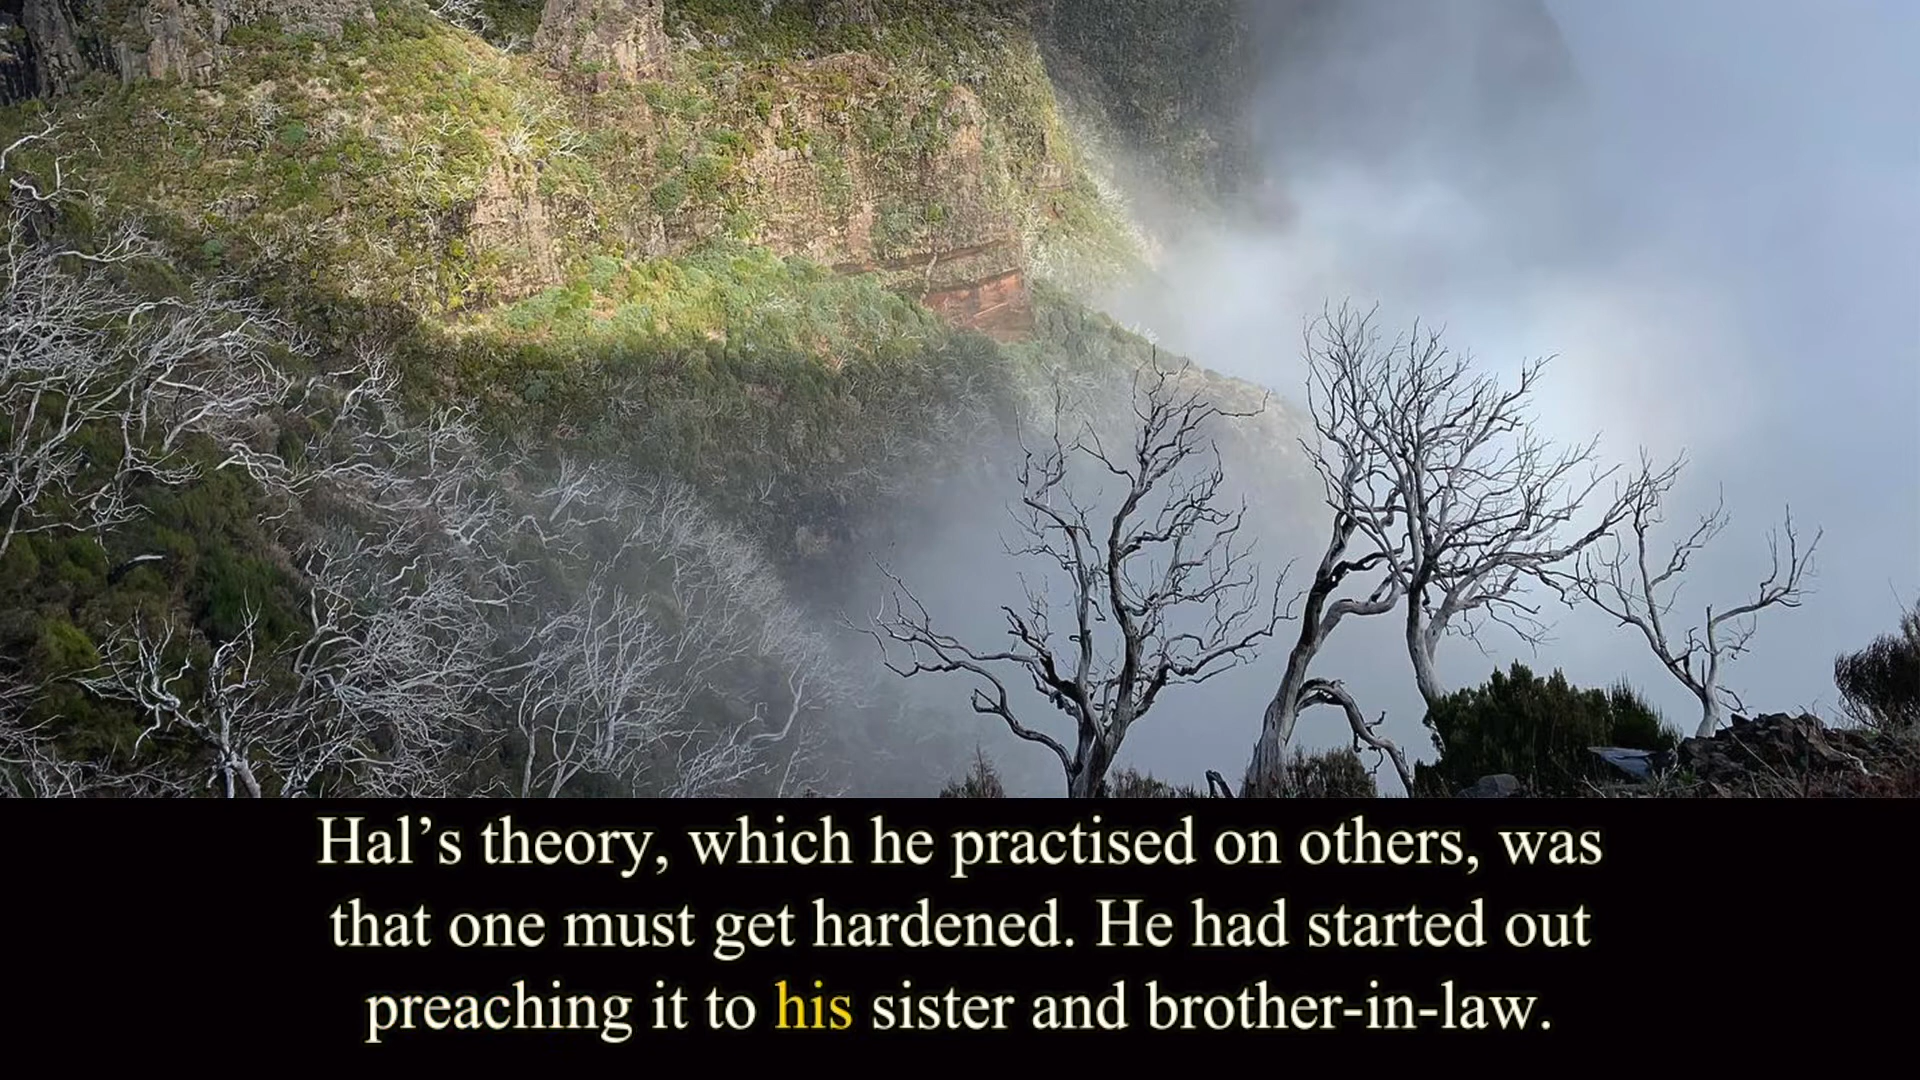 Hal’s theory, which he practised on others, was
that one must get hardened. He had started out
preaching it to his sister and brother-in-law.